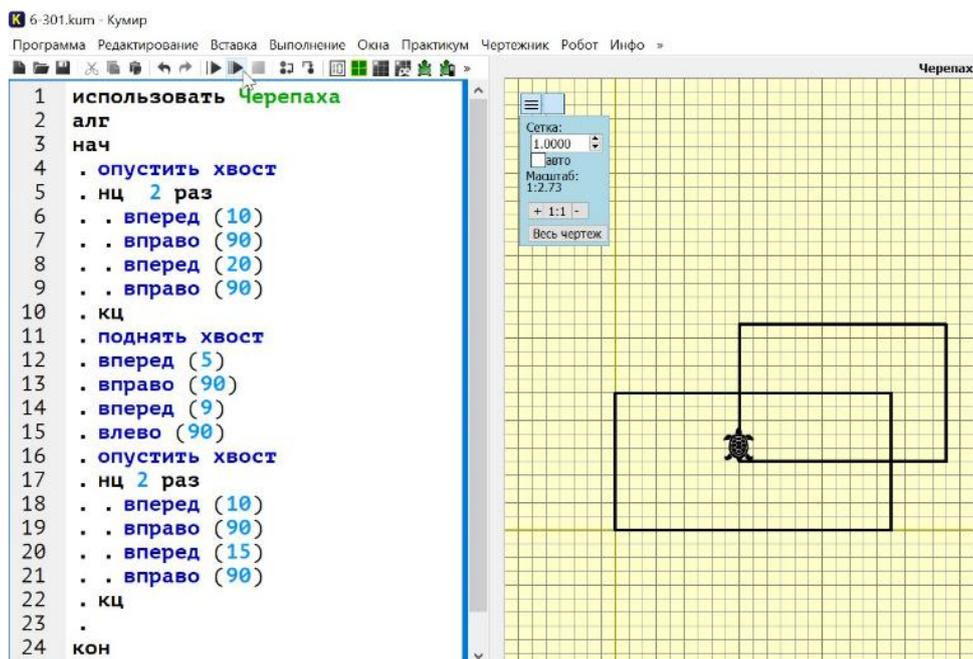 6-301.kum - Кумир
Программа Редактирование Вставка Выполнение Окна Практикум Чертежник Робот Инфо »
Черепах
1 использовать Черепаха
2 алг
3 нач
4 . опустить хвост
5 . нц 2 раз
6 . . вперед (10)
7 . . вправо (90)
8 . . вперед (20)
9 . . вправо (90)
10 . кц
11 . поднять хвост
12 . вперед (5)
13 . вправо (90)
14 . вперед (9)
15 . влево (90)
16 . опустить хвост
17 . нц 2 раз
18 . . вперед (10)
19 . . вправо (90)
20 . . вперед (15)
21 . . вправо (90)
22 . кц
23 .
24 кон
Сетка:
1.0000
авто
Масштаб:
1:2.73
+ 1:1 -
Весь чертеж